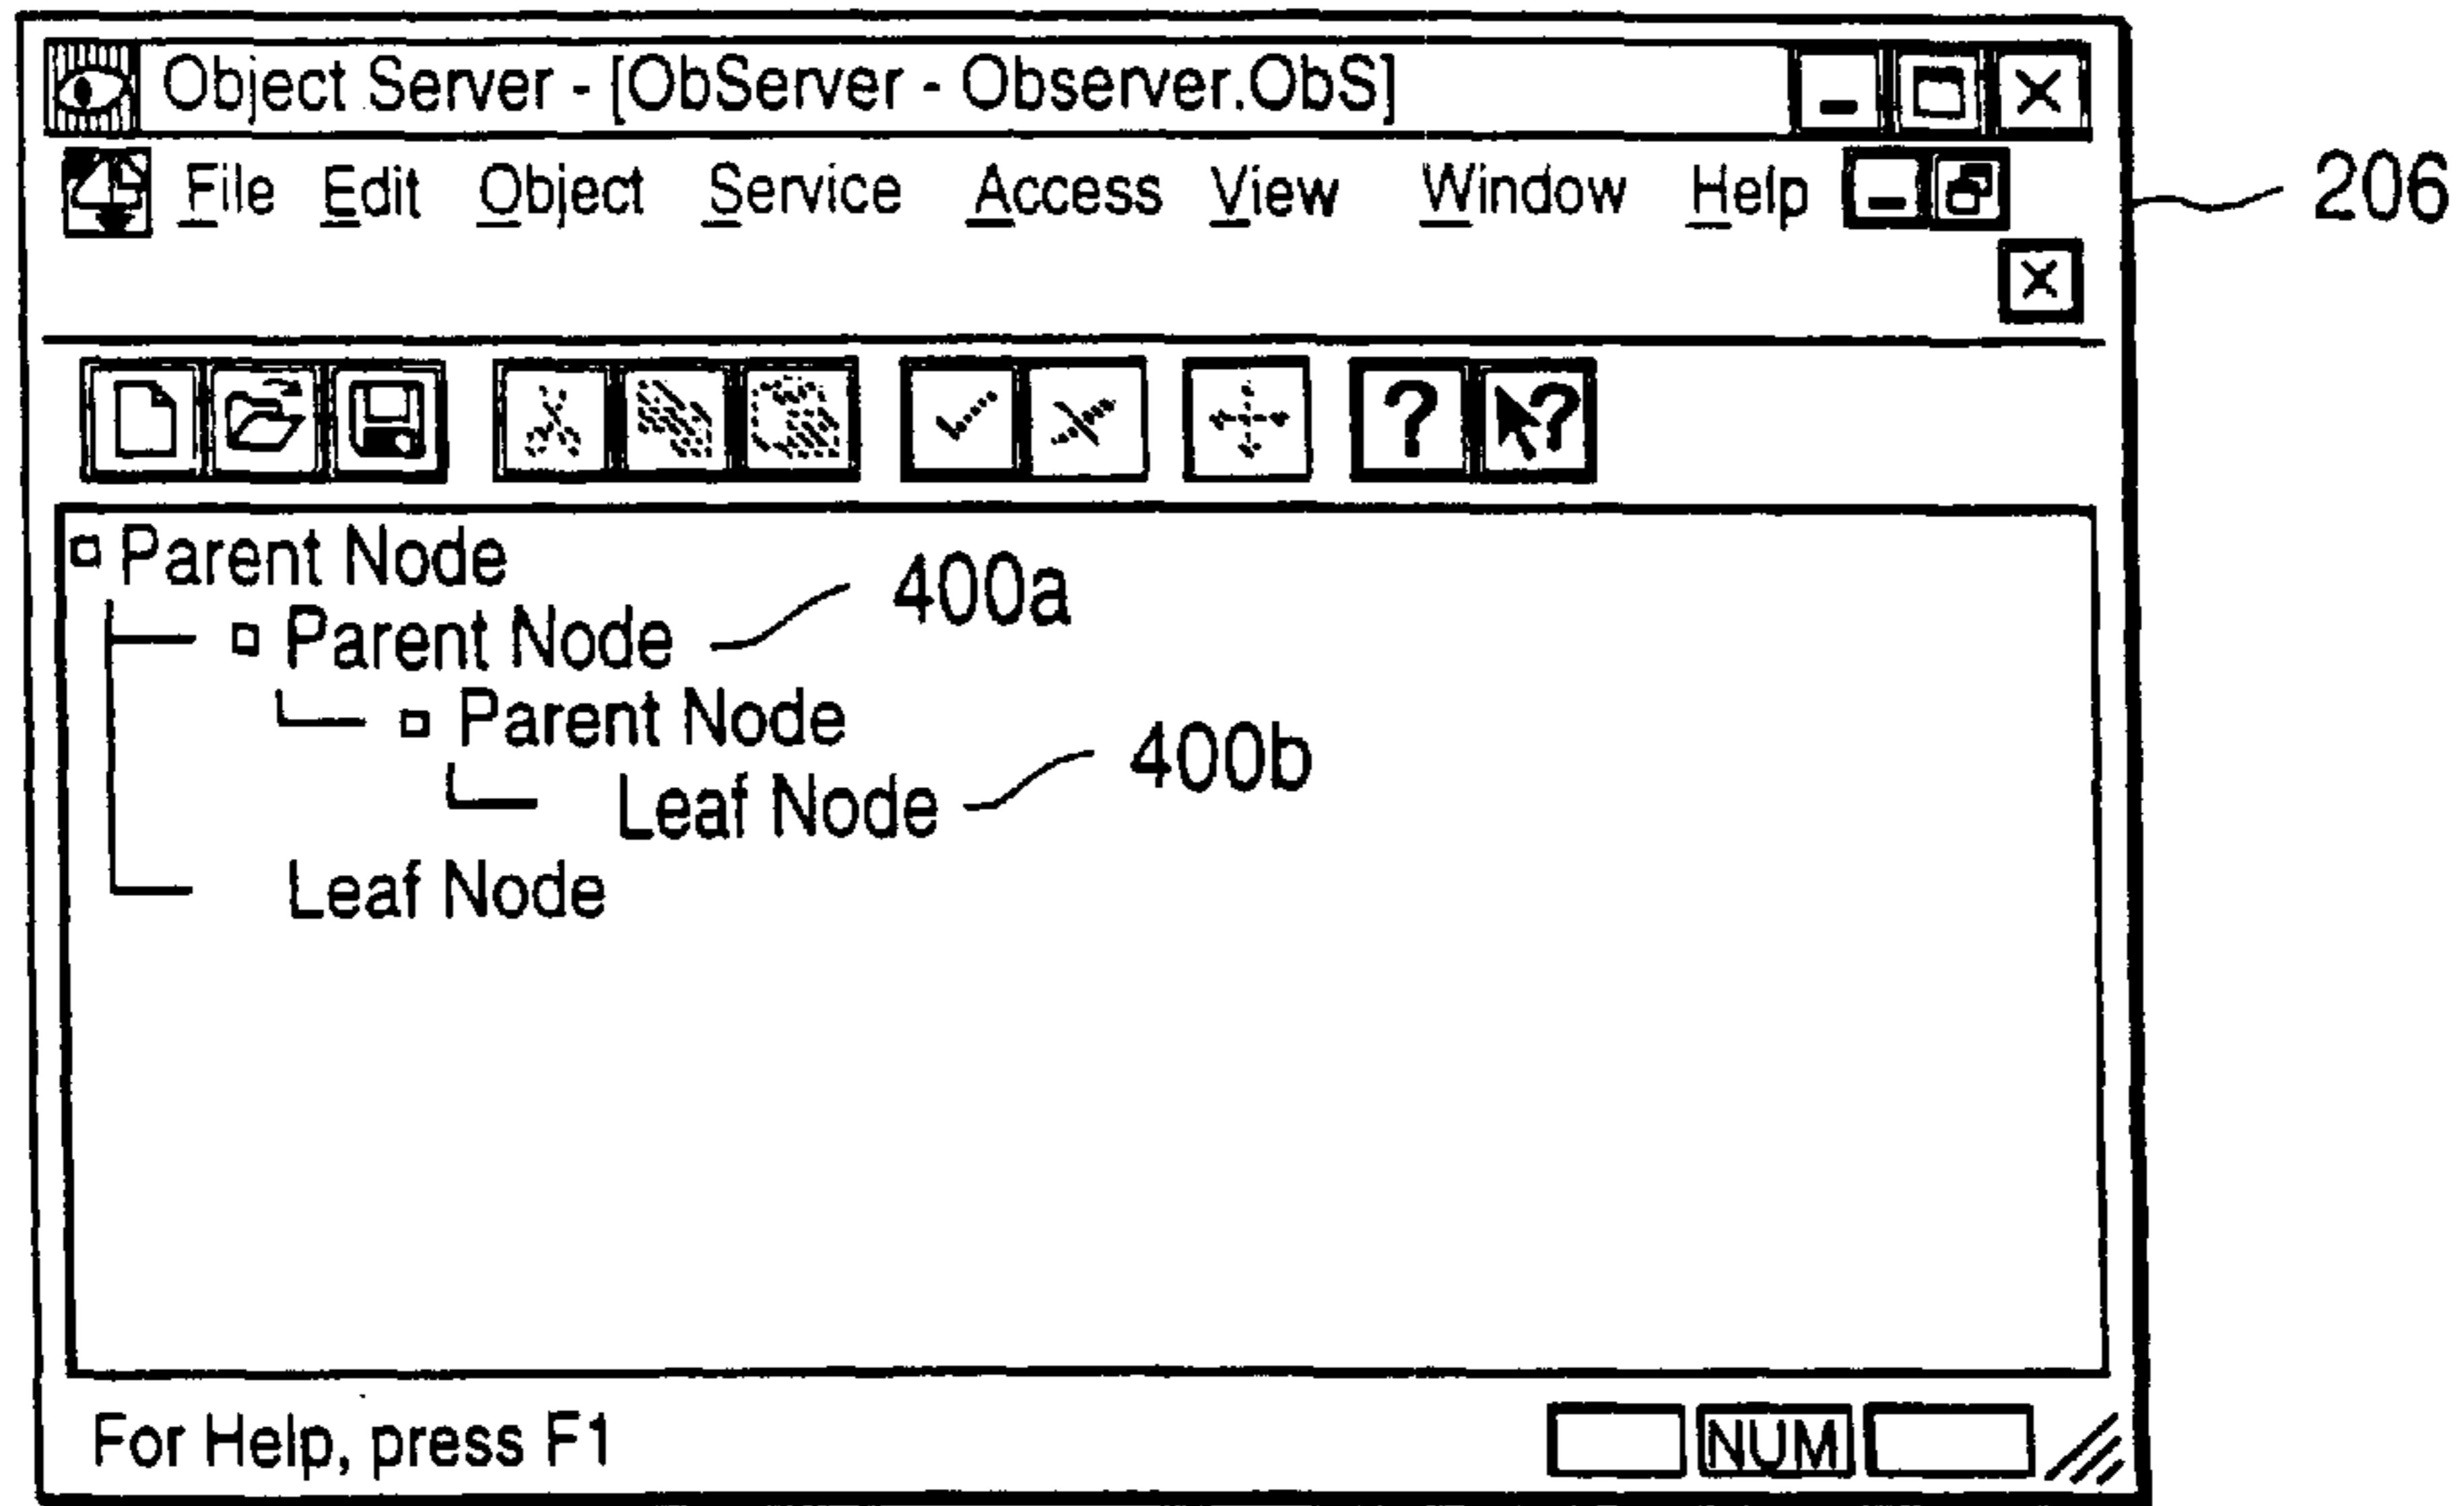 Object Server - [ObServer - Observer.ObS]
File Edit Object Service Access View Window Help
206
? ?
Parent Node
Parent Node 400a
Parent Node
Leaf Node 400b
Leaf Node
For Help, press F1 NUM